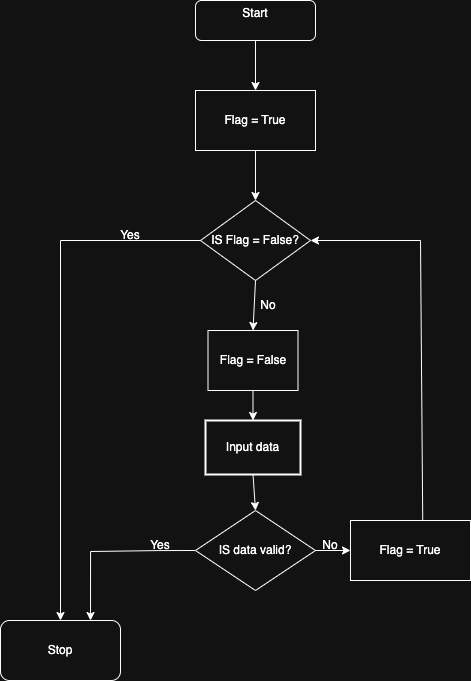 Start
Flag = True
IS Flag = False?
Yes
No
Flag = False
Input data
IS data valid?
Yes
No
Flag = True
Stop